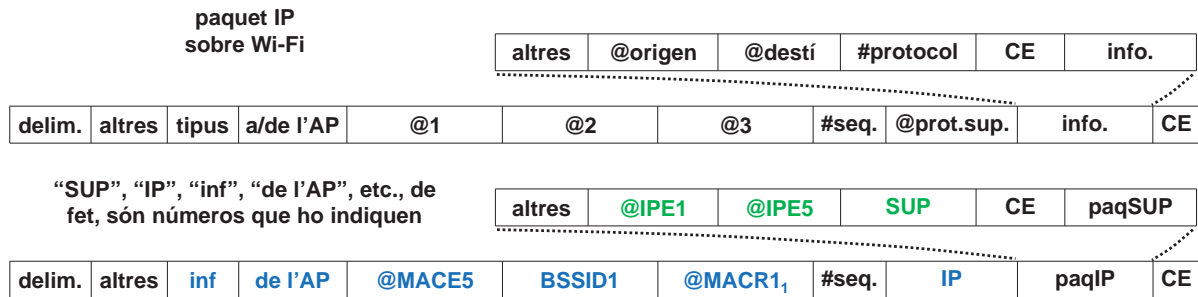 paquet IP
sobre Wi-Fi
altres @origen @destí #protocol CE info.
delim. altres tipus a/de l'AP @1 @2 @3 #seq. @prot.sup. info. CE
“SUP”, “IP”, “inf”, “de l'AP”, etc., de
fet, són números que ho indiquen
altres @IPE1 @IPE5 SUP CE paqSUP
delim. altres inf de l'AP @MACE5 BSSID1 @MACR1₁ #seq. IP paqIP CE